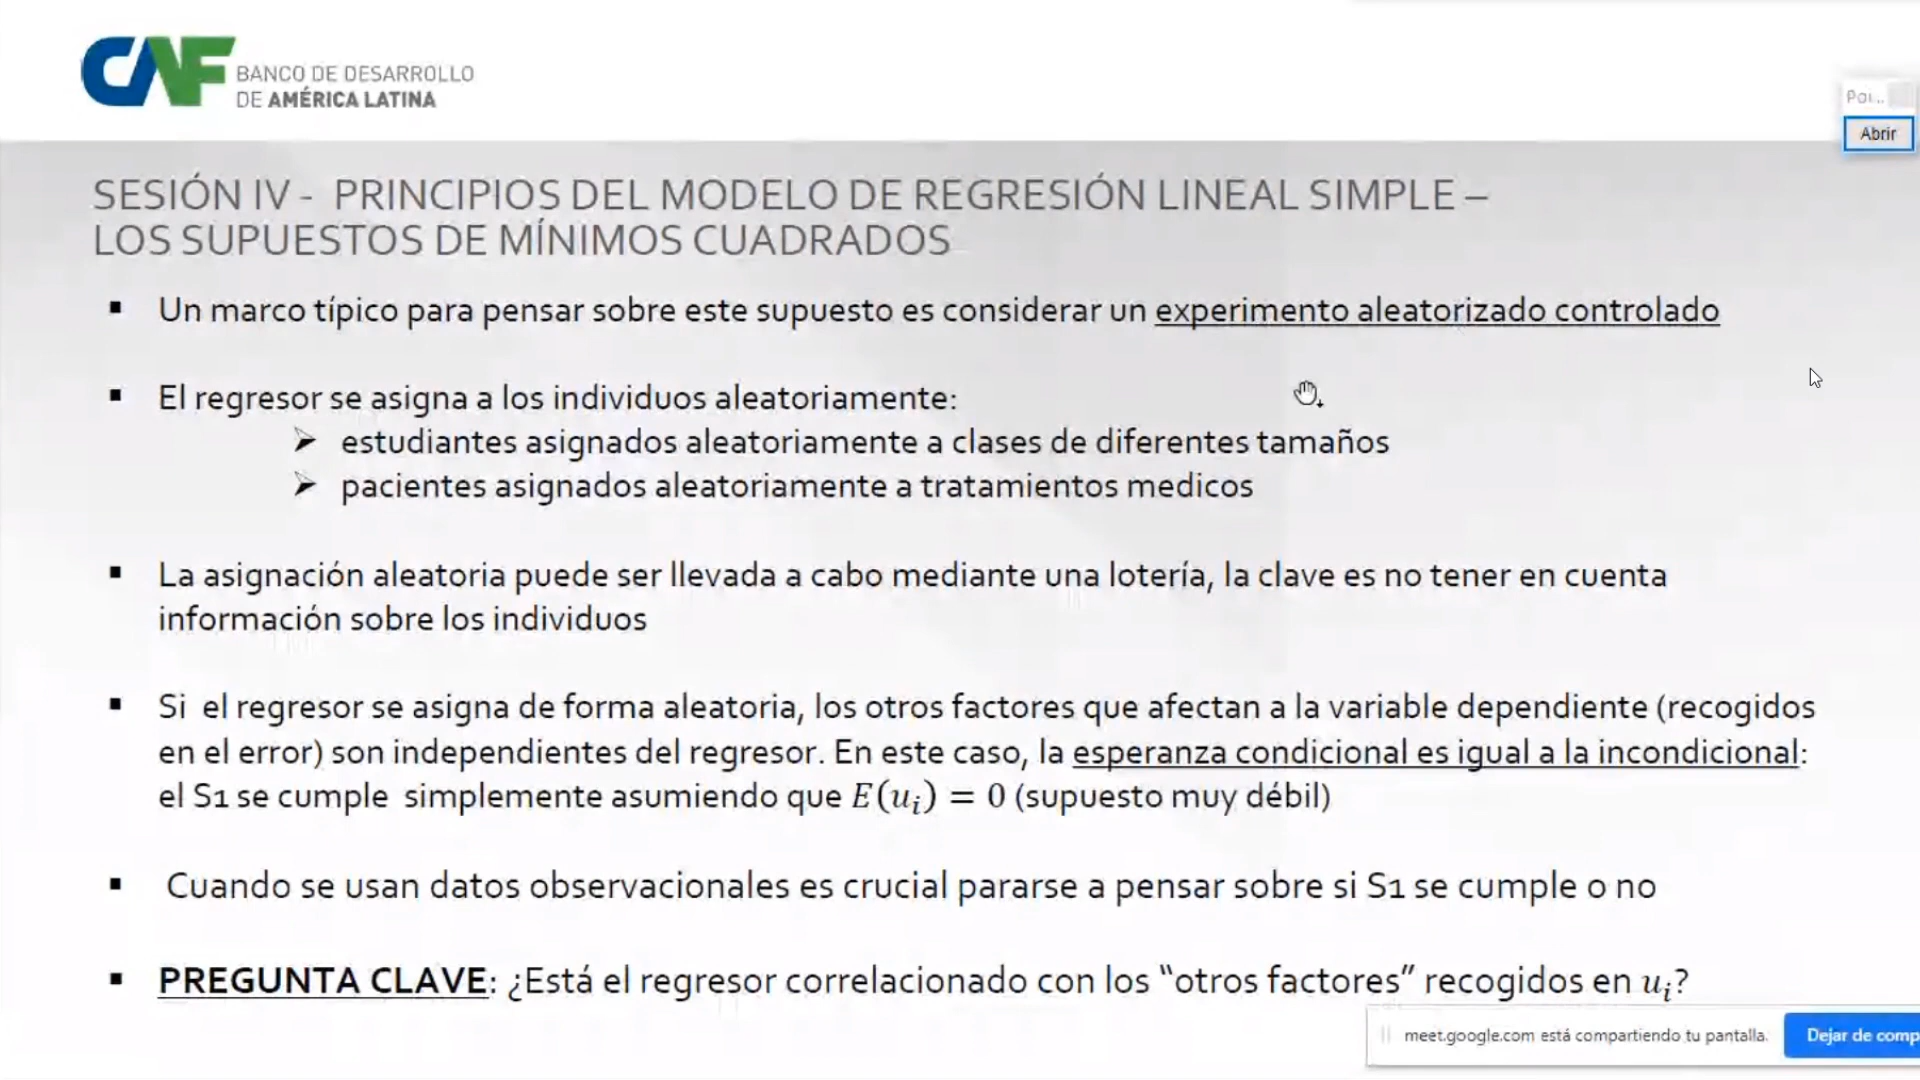 CAF BANCO DE DESARROLLO
DE AMÉRICA LATINA
Abrir
SESIÓN IV - PRINCIPIOS DEL MODELO DE REGRESIÓN LINEAL SIMPLE –
LOS SUPUESTOS DE MÍNIMOS CUADRADOS
▪ Un marco típico para pensar sobre este supuesto es considerar un experimento aleatorizado controlado
▪ El regresor se asigna a los individuos aleatoriamente:
➢ estudiantes asignados aleatoriamente a clases de diferentes tamaños
➢ pacientes asignados aleatoriamente a tratamientos medicos
▪ La asignación aleatoria puede ser llevada a cabo mediante una lotería, la clave es no tener en cuenta
información sobre los individuos
▪ Si el regresor se asigna de forma aleatoria, los otros factores que afectan a la variable dependiente (recogidos
en el error) son independientes del regresor. En este caso, la esperanza condicional es igual a la incondicional:
el S1 se cumple simplemente asumiendo que E(uᵢ) = 0 (supuesto muy débil)
▪ Cuando se usan datos observacionales es crucial pararse a pensar sobre si S1 se cumple o no
▪ PREGUNTA CLAVE: ¿Está el regresor correlacionado con los “otros factores” recogidos en uᵢ?
meet.google.com está compartiendo tu pantalla. Dejar de comp